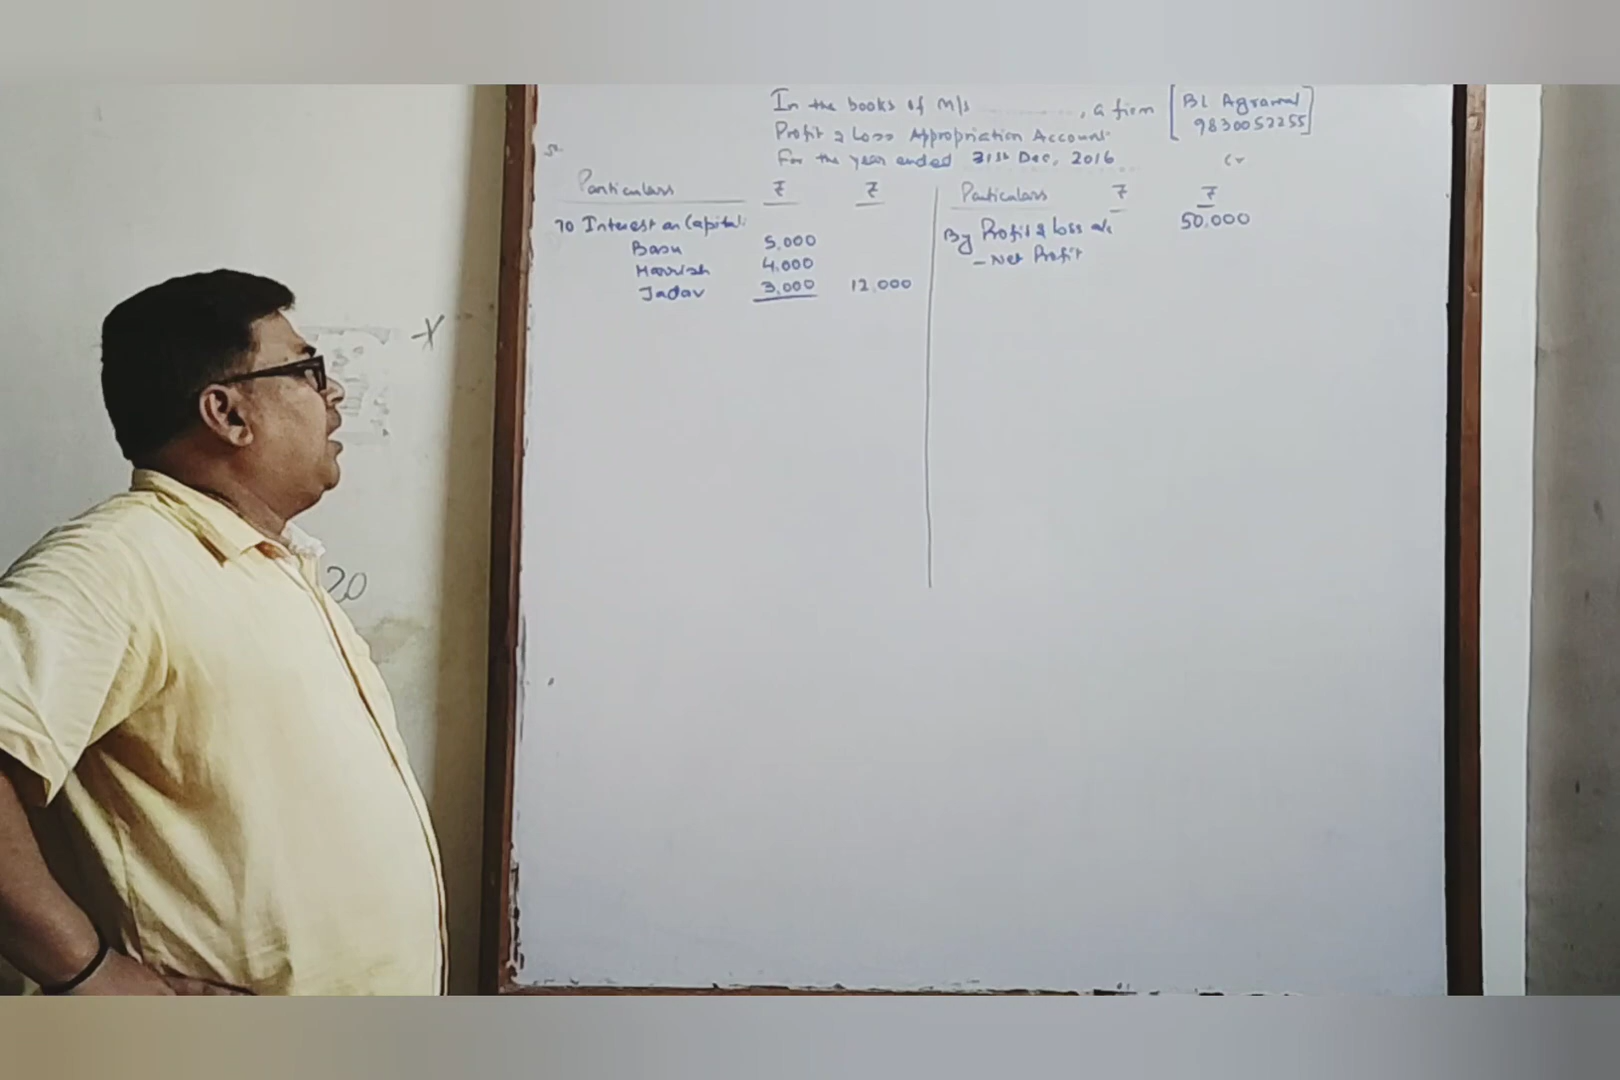 In the books of M/s ............, a firm [BL Agrawal
9830052255]
Profit & Loss Appropriation Account
For the year ended 31st Dec, 2016
Cr
Particulars ₹ ₹ Particulars ₹ ₹
To Interest on Capital:
Basu 5,000
Harrish 4,000
Jadav 3,000 12,000
By Profit & Loss a/c 50,000
- Net Profit
20